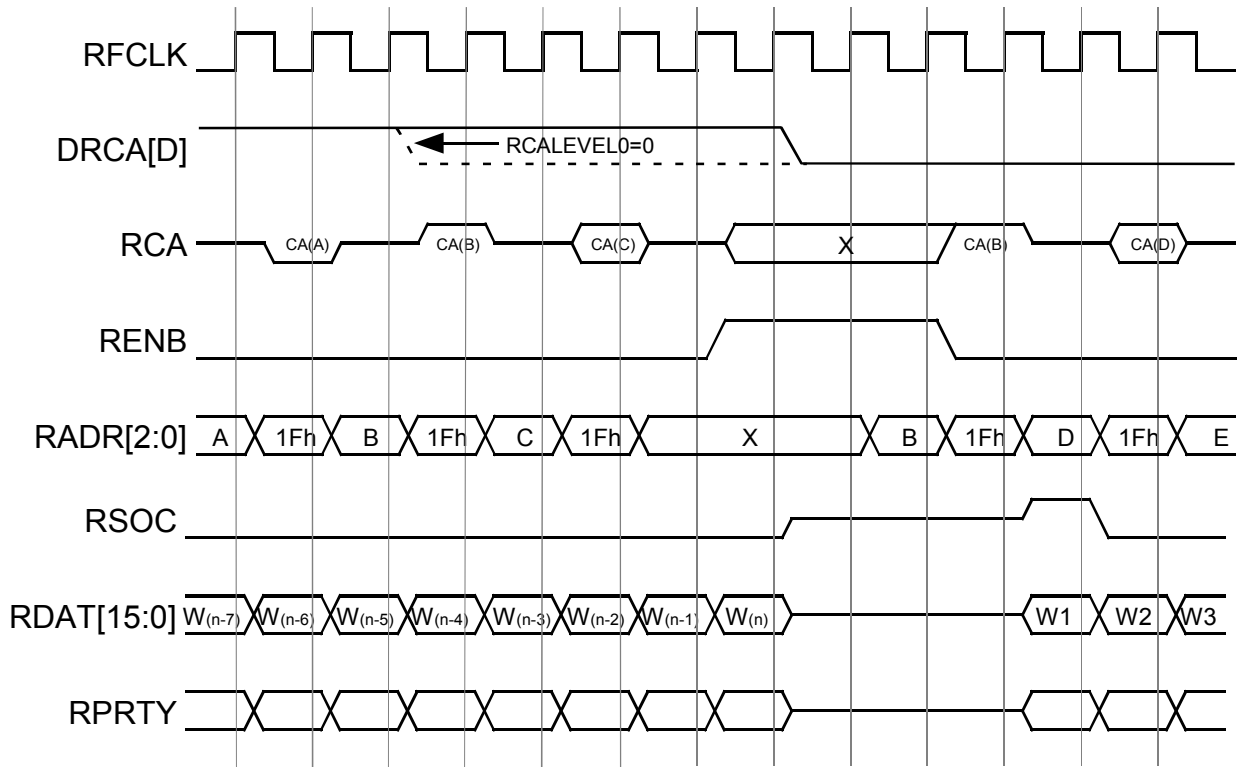 RFCLK
DRCA[D]
RCALEVEL0=0
RCA CA(A) CA(B) CA(C) X CA(B) CA(D)
RENB
RADR[2:0] A 1Fh B 1Fh C 1Fh X B 1Fh D 1Fh E
RSOC
RDAT[15:0] W(n-7) W(n-6) W(n-5) W(n-4) W(n-3) W(n-2) W(n-1) W(n) W1 W2 W3
RPRTY